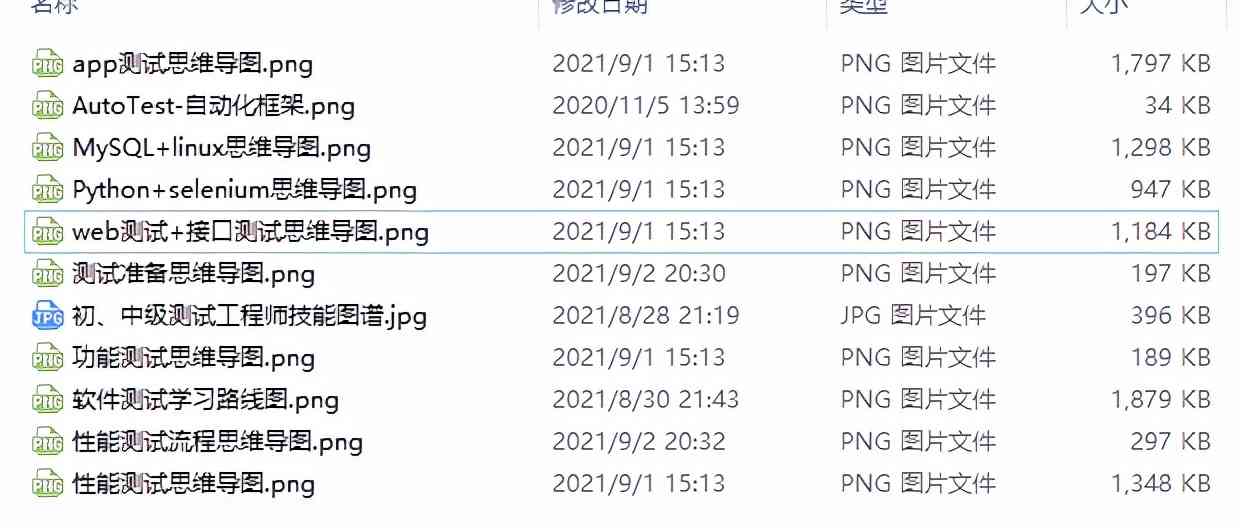 名称 修改日期 类型 大小
PNG app测试思维导图.png 2021/9/1 15:13 PNG 图片文件 1,797 KB
PNG AutoTest-自动化框架.png 2020/11/5 13:59 PNG 图片文件 34 KB
PNG MySQL+linux思维导图.png 2021/9/1 15:13 PNG 图片文件 1,298 KB
PNG Python+selenium思维导图.png 2021/9/1 15:13 PNG 图片文件 947 KB
PNG web测试+接口测试思维导图.png 2021/9/1 15:13 PNG 图片文件 1,184 KB
PNG 测试准备思维导图.png 2021/9/2 20:30 PNG 图片文件 197 KB
JPG 初、中级测试工程师技能图谱.jpg 2021/8/28 21:19 JPG 图片文件 396 KB
PNG 功能测试思维导图.png 2021/9/1 15:13 PNG 图片文件 189 KB
PNG 软件测试学习路线图.png 2021/8/30 21:43 PNG 图片文件 1,879 KB
PNG 性能测试流程思维导图.png 2021/9/2 20:32 PNG 图片文件 297 KB
PNG 性能测试思维导图.png 2021/9/1 15:13 PNG 图片文件 1,348 KB